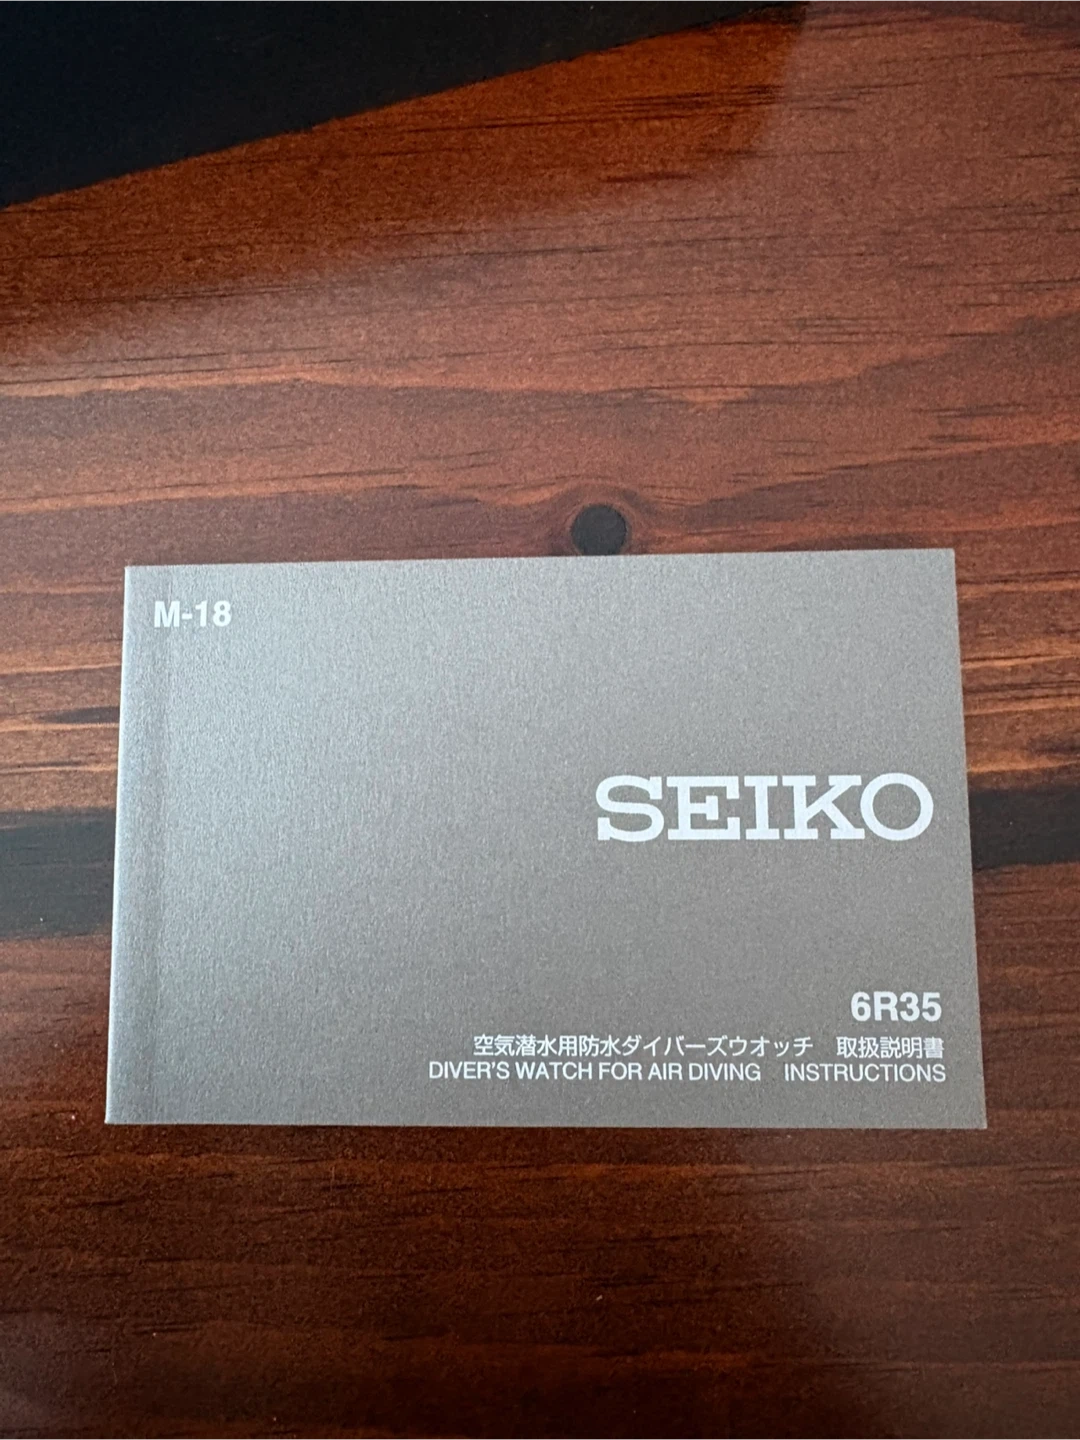 M-18
SEIKO
6R35
空気潜水用防水ダイバーズウオッチ　取扱説明書
DIVER'S WATCH FOR AIR DIVING　INSTRUCTIONS